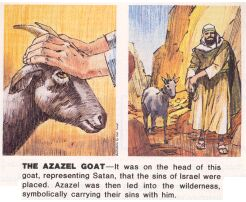 THE AZAZEL GOAT—It was on the head of this
goat, representing Satan, that the sins of Israel were
placed. Azazel was then led into the wilderness,
symbolically carrying their sins with him.